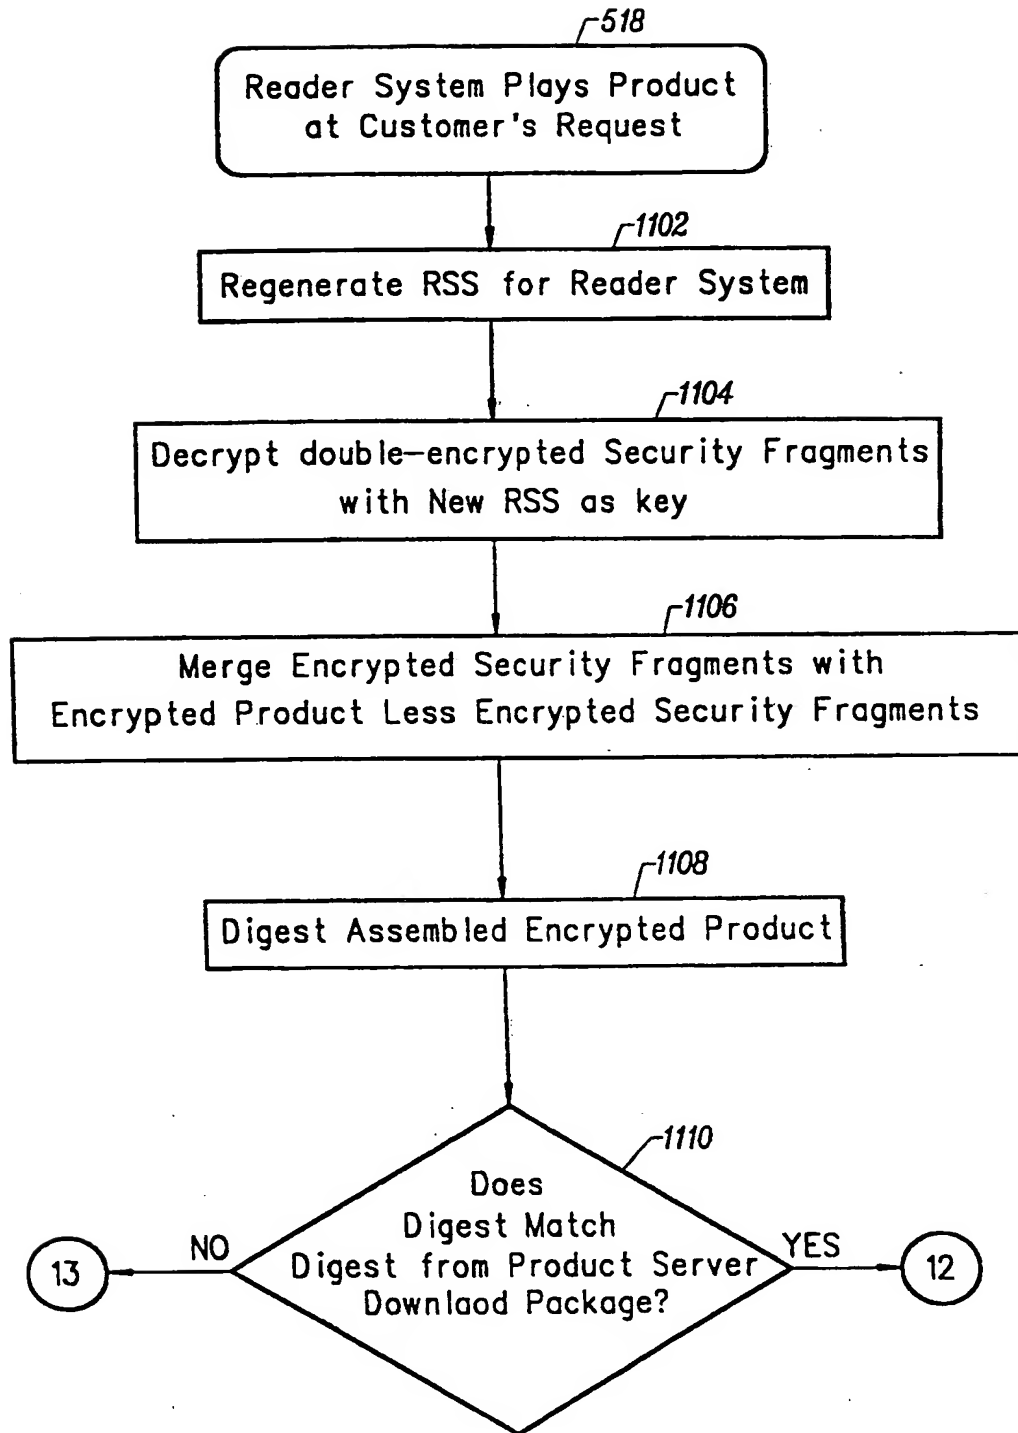 518
Reader System Plays Product
at Customer's Request
1102
Regenerate RSS for Reader System
1104
Decrypt double-encrypted Security Fragments
with New RSS as key
1106
Merge Encrypted Security Fragments with
Encrypted Product Less Encrypted Security Fragments
1108
Digest Assembled Encrypted Product
1110
Does
Digest Match
Digest from Product Server
Downlaod Package?
NO
YES
13
12